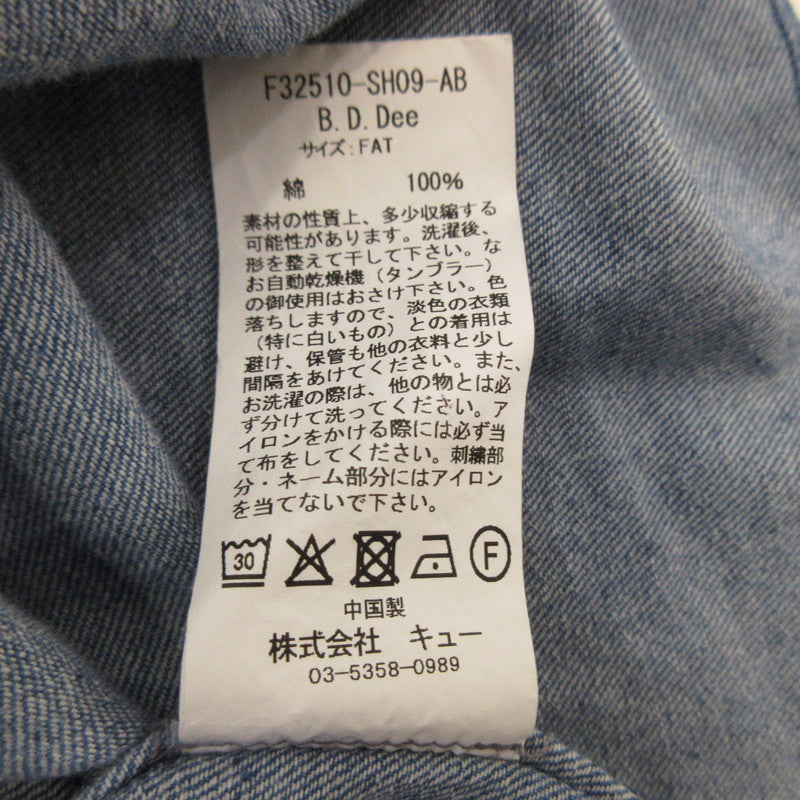 F32510-SH09-AB
B.D.Dee
サイズ:FAT
綿 100%
素材の性質上、多少収縮する
可能性があります。洗濯後、
形を整えて干して下さい。な
お自動乾燥機（タンブラー）
の御使用はおさけ下さい。色
落ちしますので、淡色の衣類
（特に白いもの）との着用は
避け、保管も他の衣料と少し
間隔をあけてください。また、
お洗濯の際は、他の物とは必
ず分けて洗ってください。ア
イロンをかける際には必ず当
て布をしてください。刺繍部
分・ネーム部分にはアイロン
を当てないで下さい。
30 F
中国製
株式会社 キュー
03-5358-0989